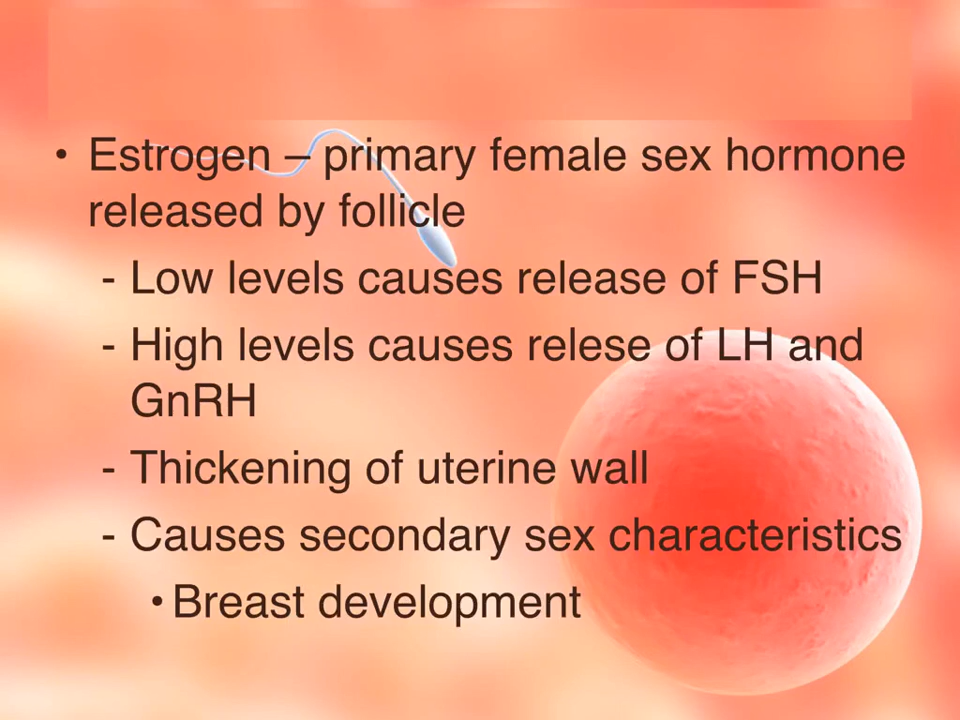 • Estrogen – primary female sex hormone
released by follicle
- Low levels causes release of FSH
- High levels causes relese of LH and
GnRH
- Thickening of uterine wall
- Causes secondary sex characteristics
• Breast development